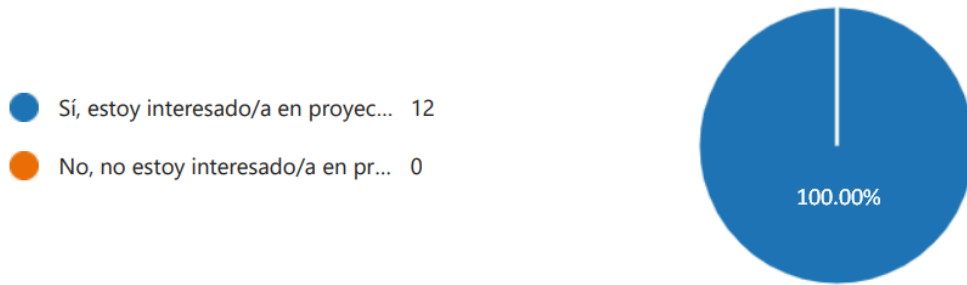 Sí, estoy interesado/a en proyec... 12
No, no estoy interesado/a en pr... 0
100.00%